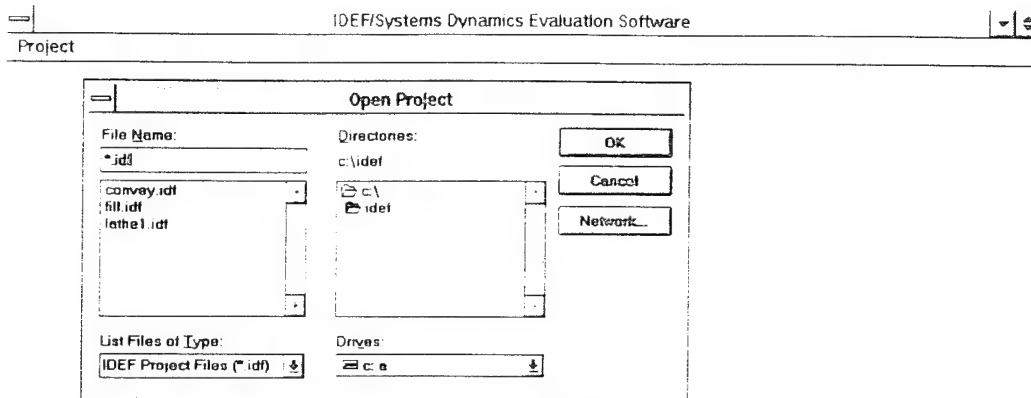 IDEF/Systems Dynamics Evaluation Software
Project
Open Project
File Name:
*.idf
convey.idf
fill.idf
lathe1.idf
Directories:
c:\idef
c:\
idef
OK
Cancel
Network...
List Files of Type:
IDEF Project Files (*.idf)
Drives:
c: a